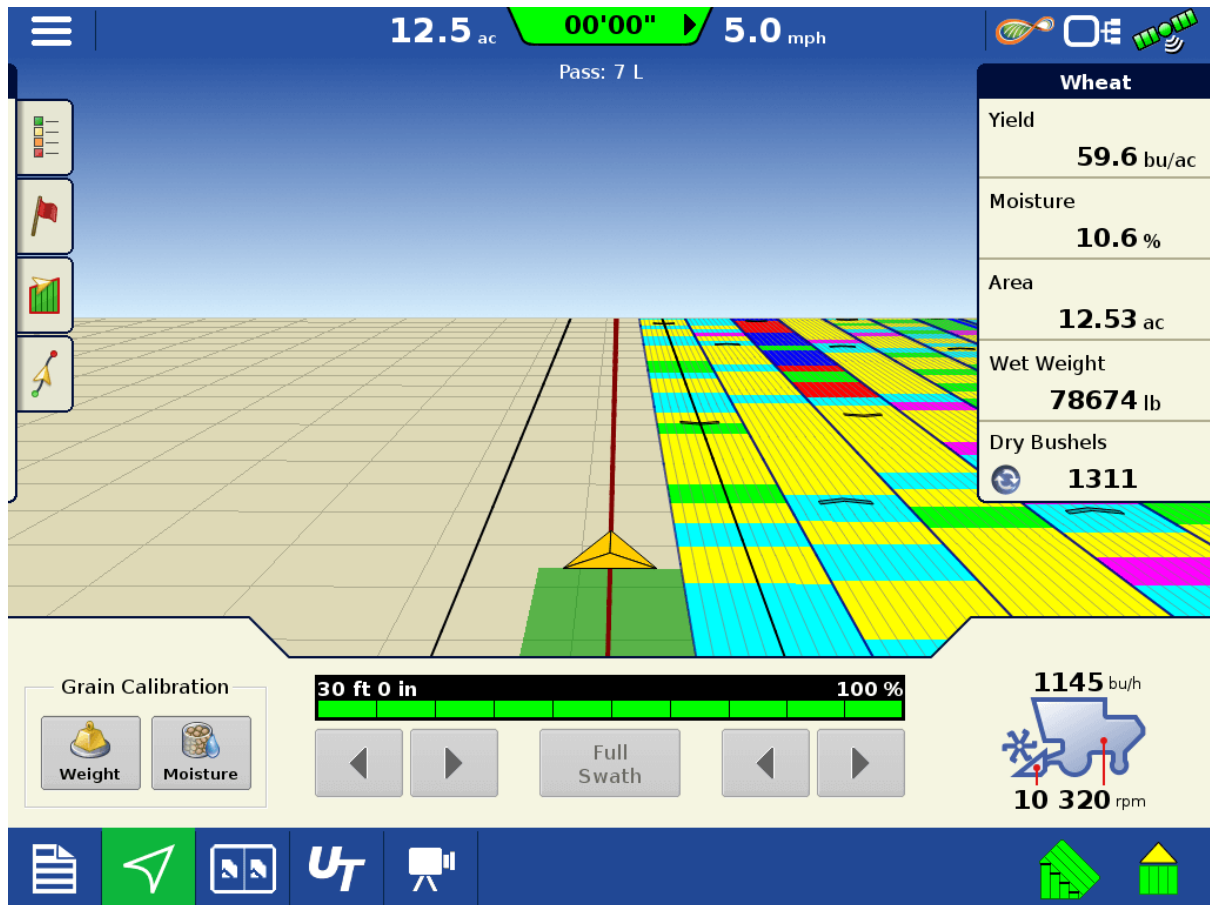 12.5 ac 00'00" 5.0 mph
Pass: 7 L
Wheat
Yield
59.6 bu/ac
Moisture
10.6 %
Area
12.53 ac
Wet Weight
78674 lb
Dry Bushels
1311
Grain Calibration
Weight
Moisture
30 ft 0 in 100 %
Full
Swath
1145 bu/h
10 320 rpm
UT